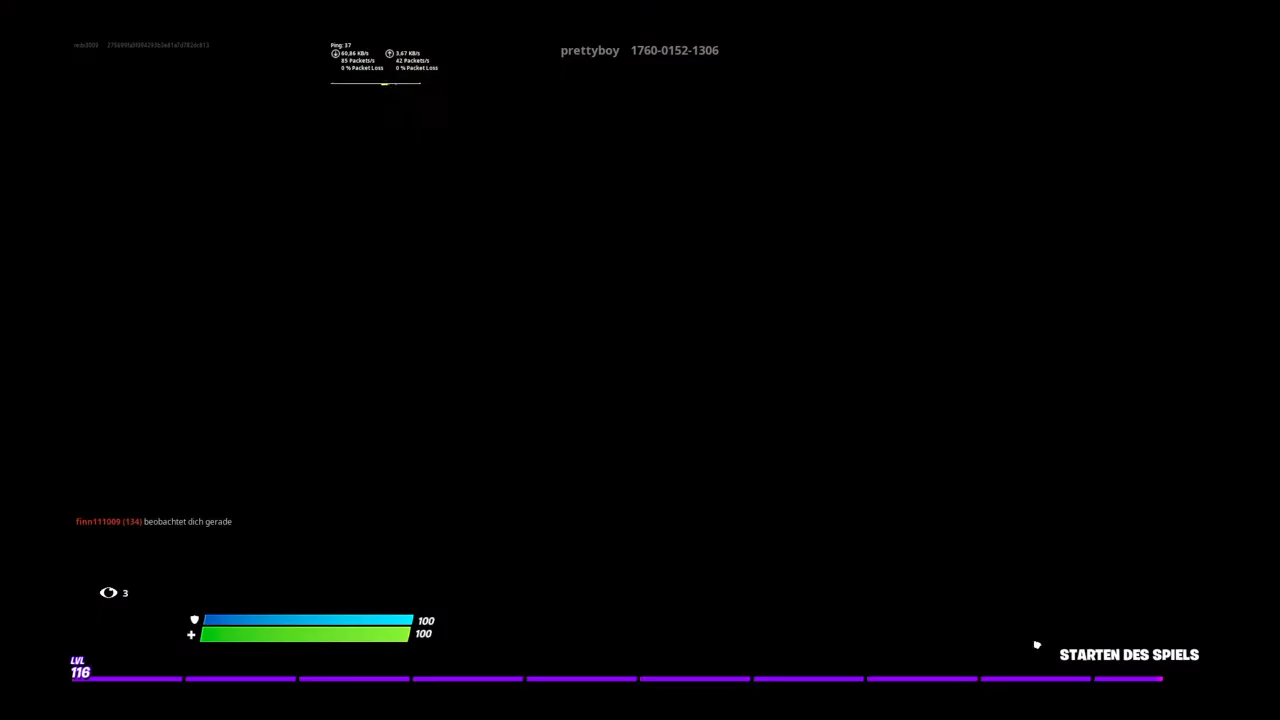 Ping: 37
60,86 KB/s 3,67 KB/s
85 Packets/s 42 Packets/s
0 % Packet Loss 0 % Packet Loss
prettyboy 1760-0152-1306
finn111009 (134) beobachtet dich gerade
3
100
100
LVL
116
STARTEN DES SPIELS